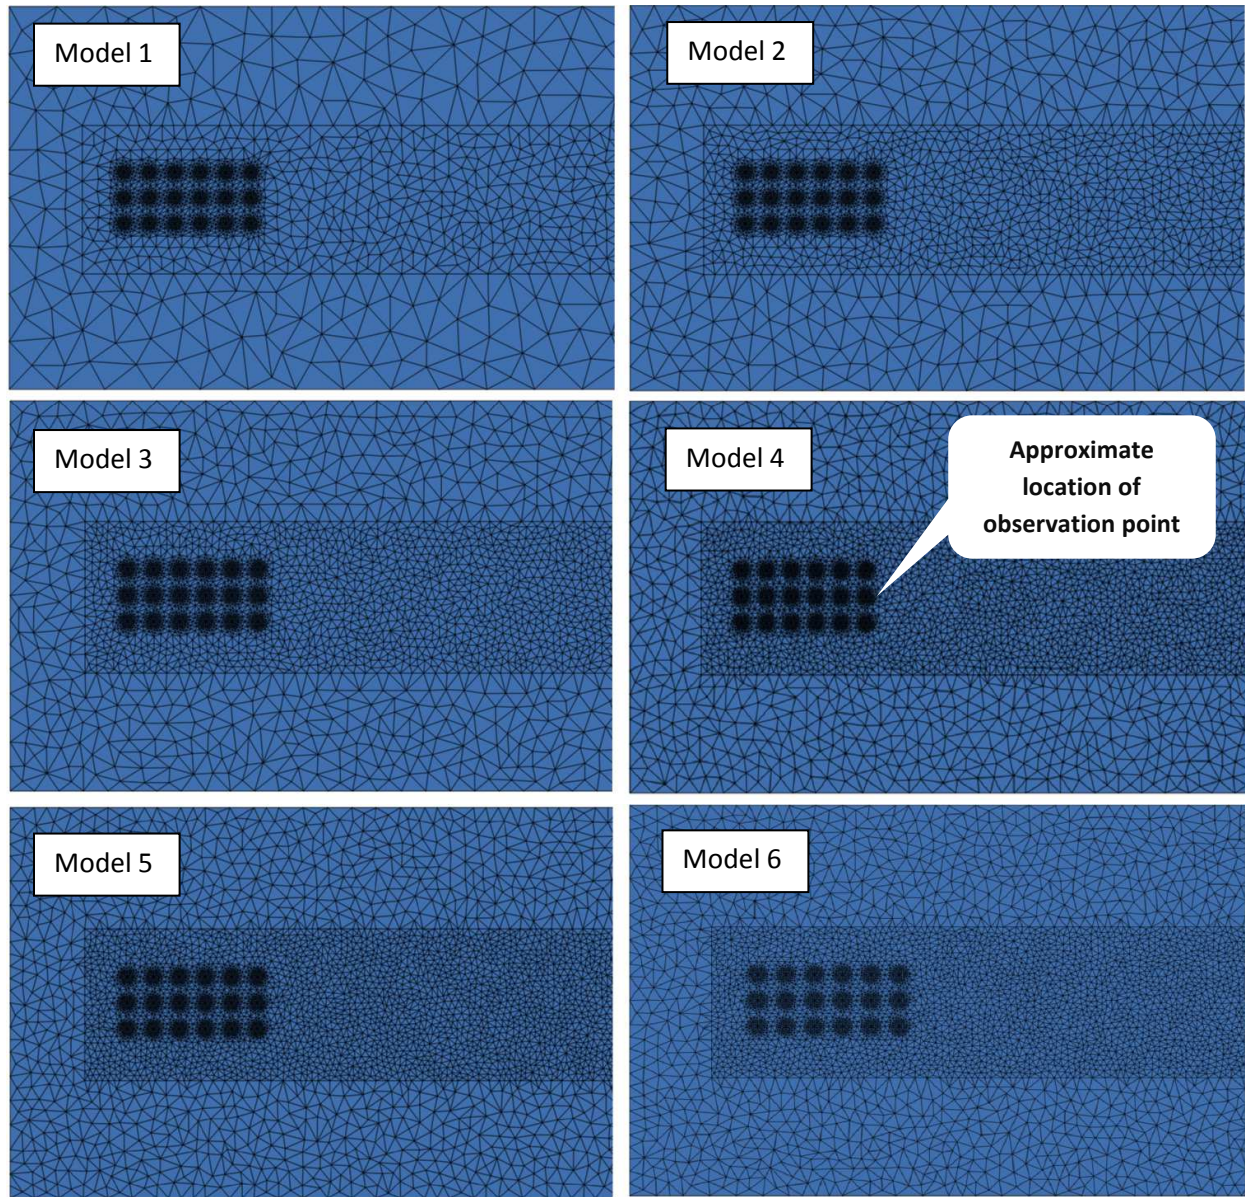 Model 1
Model 2
Model 3
Model 4
Approximate
location of
observation point
Model 5
Model 6